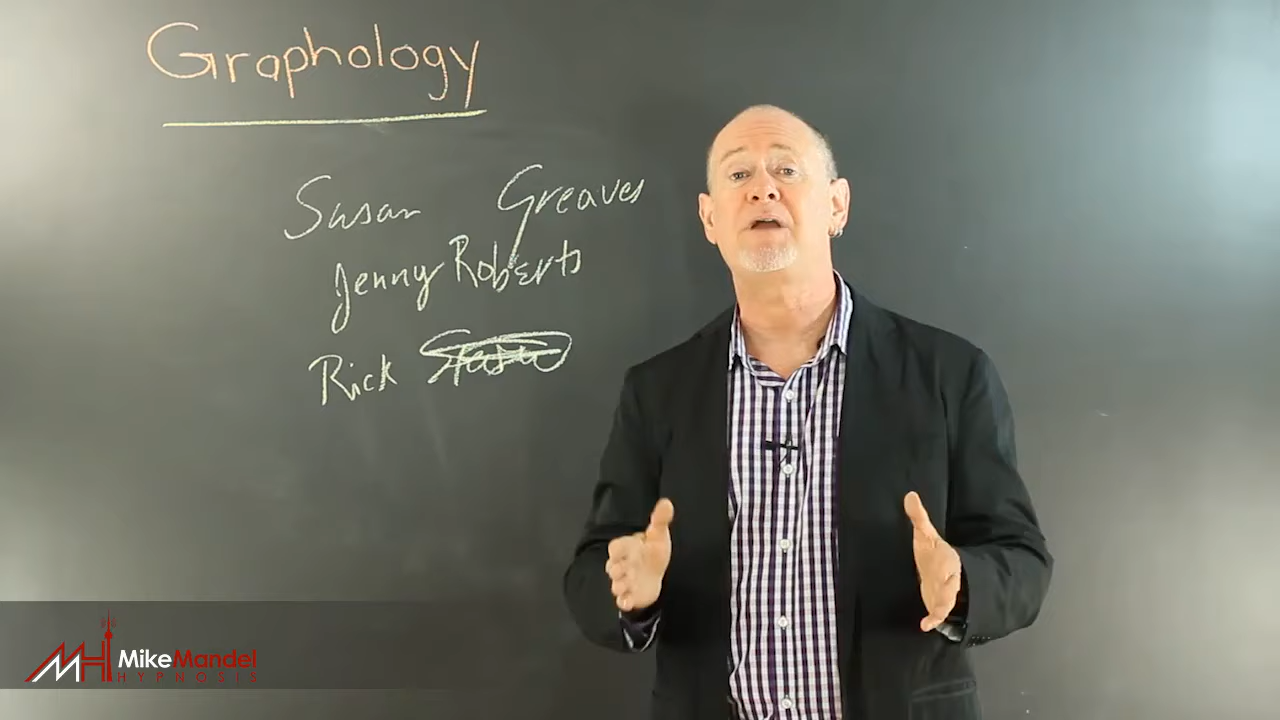 Graphology
Susan Greaves
Jenny Roberts
Rick
MikeMandel
HYPNOSIS